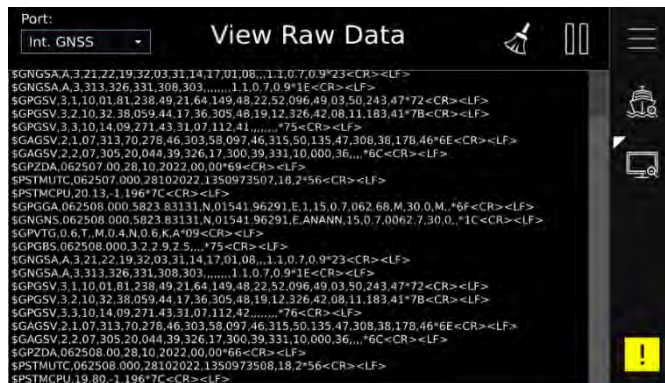 Port:
Int. GNSS
View Raw Data
$GNGSA,A,3,21,22,19,32,03,31,14,17,01,08,,,1.1,0.7,0.9*23<CR><LF>
$GNGSA,A,3,313,326,331,308,303,,,,,,,,1.1,0.7,0.9*1E<CR><LF>
$GPGSV,3,1,10,01,81,238,49,21,64,149,48,22,52,096,49,03,50,243,47*72<CR><LF>
$GPGSV,3,2,10,32,38,059,44,17,36,305,48,19,12,326,42,08,11,183,41*7B<CR><LF>
$GPGSV,3,3,10,14,09,271,43,31,07,112,41,,,,,,,,*75<CR><LF>
$GAGSV,2,1,07,313,70,278,46,303,58,097,46,315,50,135,47,308,38,178,46*6E<CR><LF>
$GAGSV,2,2,07,305,20,044,39,326,17,300,39,331,10,000,36,,,,*6C<CR><LF>
$GPZDA,062507.00,28,10,2022,00,00*69<CR><LF>
$PSTMUTC,062507.000,28102022,1350973507,18,2*56<CR><LF>
$PSTMCPU,20.13,-1,196*7C<CR><LF>
$GPGGA,062508.000,5823.83131,N,01541.96291,E,1,15,0.7,062.68,M,30.0,M,,*6F<CR><LF>
$GNGNS,062508.000,5823.83131,N,01541.96291,E,ANANN,15,0.7,0062.7,30.0,,*1C<CR><LF>
$GPVTG,0.6,T,,M,0.4,N,0.6,K,A*09<CR><LF>
$GPGBS,062508.000,3.2,2.9,2.5,,,,*75<CR><LF>
$GNGSA,A,3,21,22,19,32,03,31,14,17,01,08,,,1.1,0.7,0.9*23<CR><LF>
$GNGSA,A,3,313,326,331,308,303,,,,,,,,1.1,0.7,0.9*1E<CR><LF>
$GPGSV,3,1,10,01,81,238,49,21,64,149,48,22,52,096,49,03,50,243,47*72<CR><LF>
$GPGSV,3,2,10,32,38,059,44,17,36,305,48,19,12,326,42,08,11,183,41*7B<CR><LF>
$GPGSV,3,3,10,14,09,271,43,31,07,112,42,,,,,,,,*76<CR><LF>
$GAGSV,2,1,07,313,70,278,46,303,58,097,46,315,50,135,47,308,38,178,46*6E<CR><LF>
$GAGSV,2,2,07,305,20,044,39,326,17,300,39,331,10,000,36,,,,*6C<CR><LF>
$GPZDA,062508.00,28,10,2022,00,00*66<CR><LF>
$PSTMUTC,062508.000,28102022,1350973508,18,2*56<CR><LF>
$PSTMCPU,19.80,-1,196*7C<CR><LF>